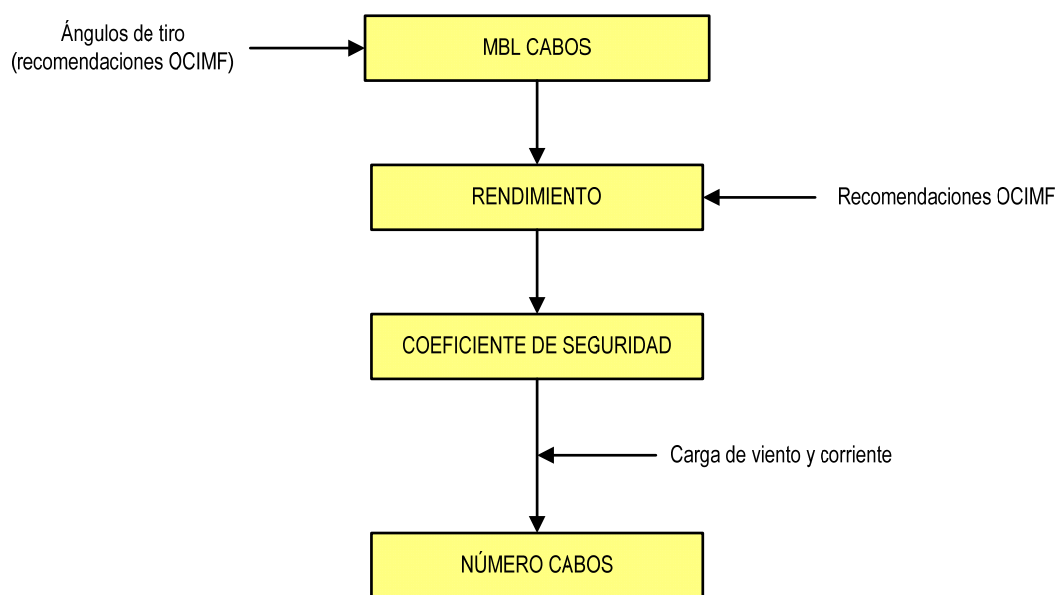 Ángulos de tiro
(recomendaciones OCIMF)
MBL CABOS
RENDIMIENTO
Recomendaciones OCIMF
COEFICIENTE DE SEGURIDAD
Carga de viento y corriente
NÚMERO CABOS